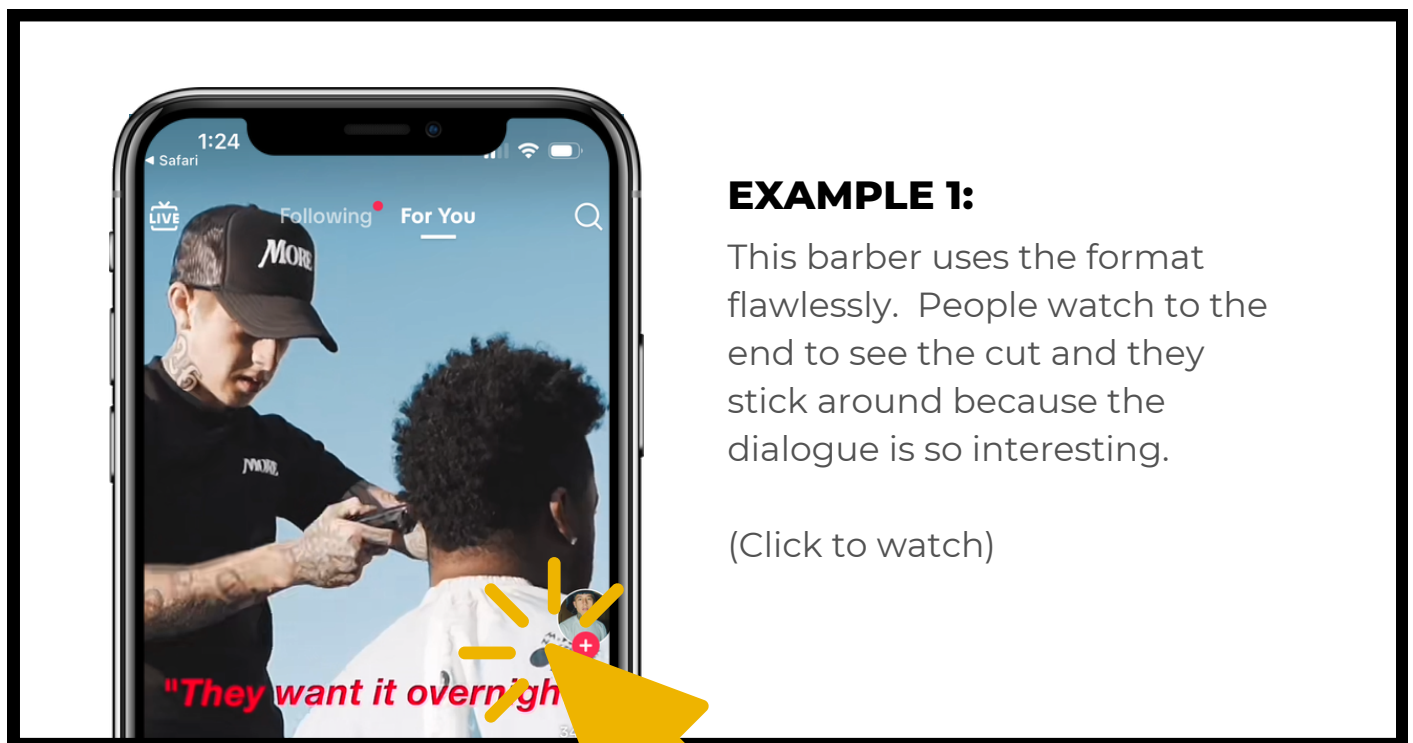 1:24
◀ Safari
LIVE
Following
For You
MORE
MORE
"They want it overnigh
EXAMPLE 1:
This barber uses the format
flawlessly.  People watch to the
end to see the cut and they
stick around because the
dialogue is so interesting.
(Click to watch)